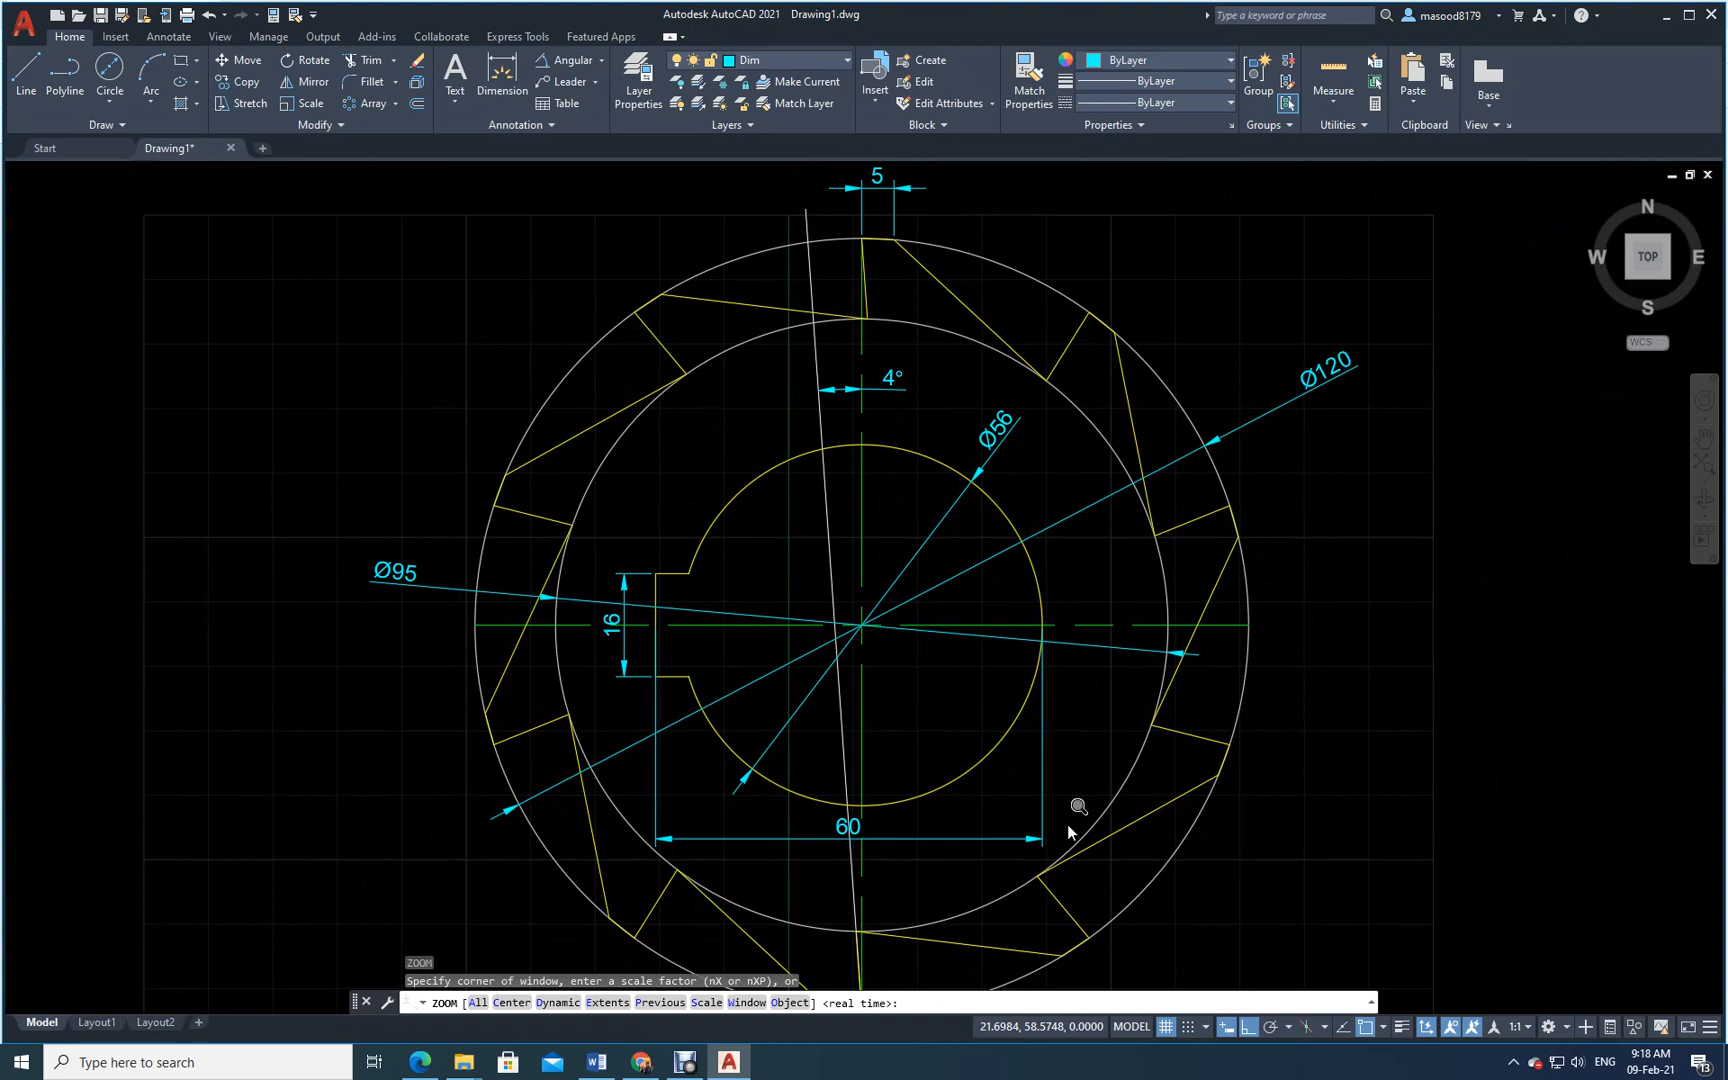 Autodesk AutoCAD 2021 Drawing1.dwg
Type a keyword or phrase
masood8179
Home Insert Annotate View Manage Output Add-ins Collaborate Express Tools Featured Apps
Line Polyline Circle Arc
Move Rotate Trim
Copy Mirror Fillet
Stretch Scale Array
Text Dimension
Angular
Leader
Table
Layer Properties
Dim
Make Current
Match Layer
Insert
Create
Edit
Edit Attributes
Match Properties
ByLayer
ByLayer
ByLayer
Group
Measure
Paste
Base
Draw Modify Annotation Layers Block Properties Groups Utilities Clipboard View
Start Drawing1*
5
N
W TOP E
S
WCS
4°
Ø120
Ø56
Ø95
16
60
ZOOM
Specify corner of window, enter a scale factor (nX or nXP), or
ZOOM [All Center Dynamic Extents Previous Scale Window Object] <real time>:
Model Layout1 Layout2
21.6984, 58.5748, 0.0000 MODEL
1:1
Type here to search
W
A
ENG
9:18 AM
09-Feb-21
13